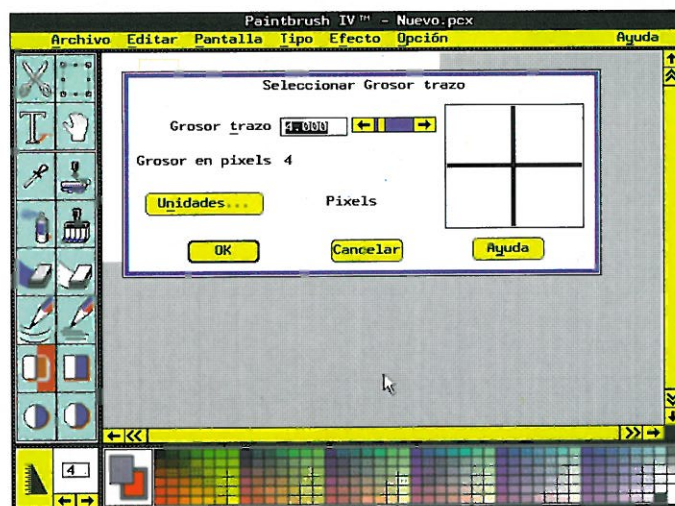 Paintbrush IV™ - Nuevo.pcx
Archivo Editar Pantalla Tipo Efecto Opción Ayuda
Seleccionar Grosor trazo
Grosor trazo 4.000
Grosor en pixels 4
Unidades... Pixels
OK Cancelar Ayuda
T
4